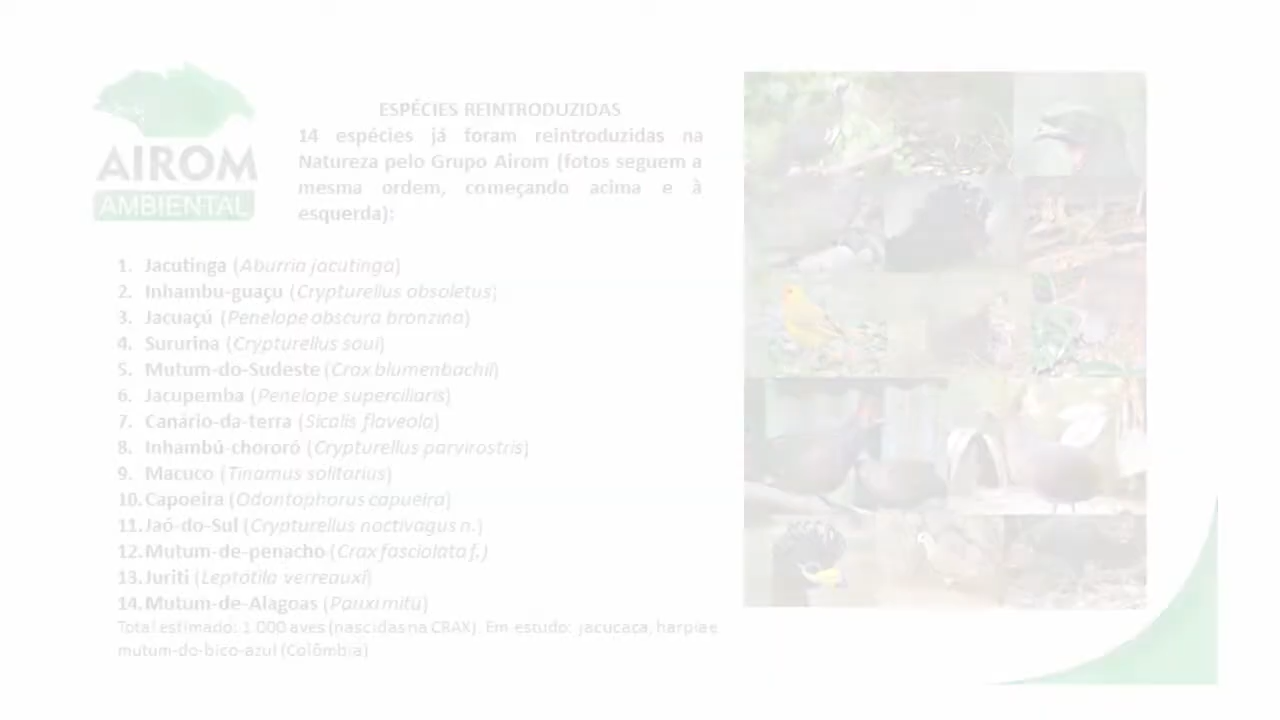 AIROM
AMBIENTAL
ESPÉCIES REINTRODUZIDAS
14 espécies já foram reintroduzidas na
Natureza pelo Grupo Airom (fotos seguem a
mesma ordem, começando acima e à
esquerda):
1. Jacutinga (Aburria jacutinga)
2. Inhambu-guaçu (Crypturellus obsoletus)
3. Jacuaçú (Penelope obscura bronzina)
4. Sururina (Crypturellus soui)
5. Mutum-do-Sudeste (Crax blumenbachii)
6. Jacupemba (Penelope superciliaris)
7. Canário-da-terra (Sicalis flaveola)
8. Inhambú-chororó (Crypturellus parvirostris)
9. Macuco (Tinamus solitarius)
10. Capoeira (Odontophorus capueira)
11. Jaó-do-Sul (Crypturellus noctivagus n.)
12. Mutum-de-penacho (Crax fasciolata f.)
13. Juriti (Leptotila verreauxi)
14. Mutum-de-Alagoas (Pauxi mitu)
Total estimado: 1.000 aves (nascidas na CRAX). Em estudo: jacucaca, harpia e
mutum-do-bico-azul (Colômbia)